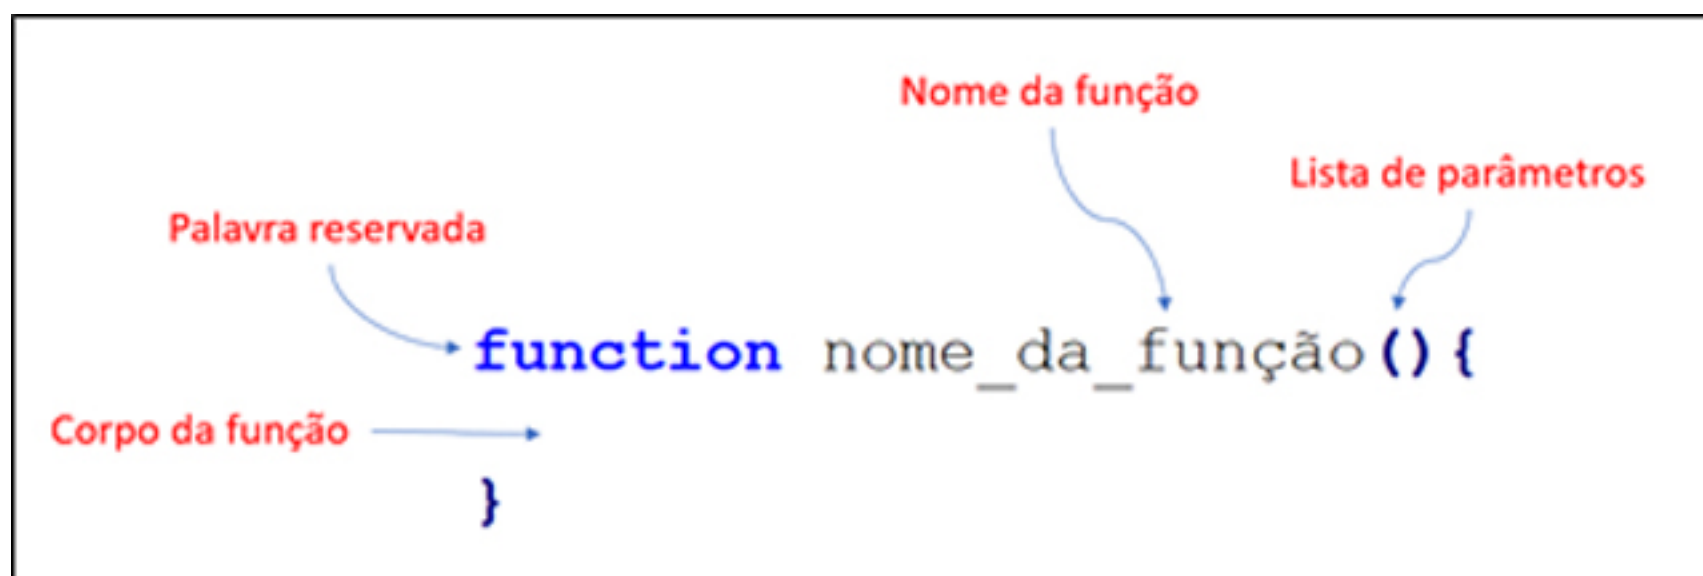 Nome da função
Lista de parâmetros
Palavra reservada
function nome_da_função(){
Corpo da função
}